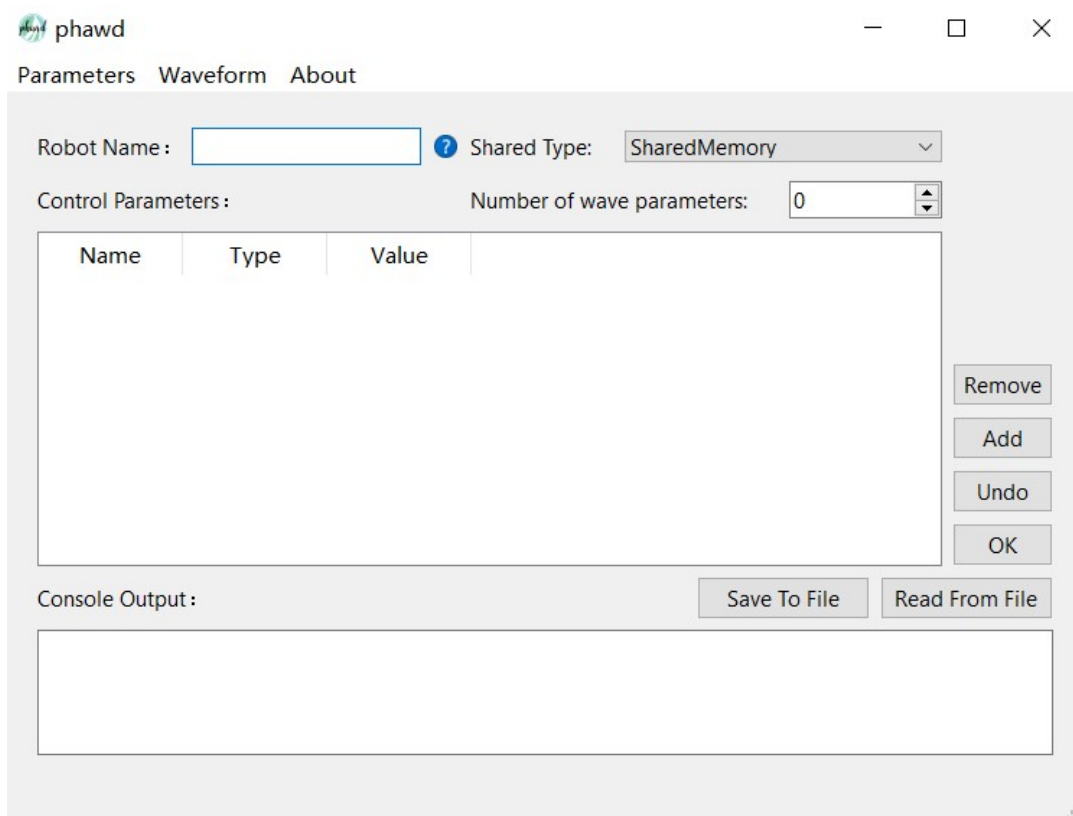 phawd
Parameters Waveform About
Robot Name： ? Shared Type: SharedMemory
Control Parameters： Number of wave parameters: 0
Name Type Value
Remove
Add
Undo
OK
Console Output： Save To File Read From File